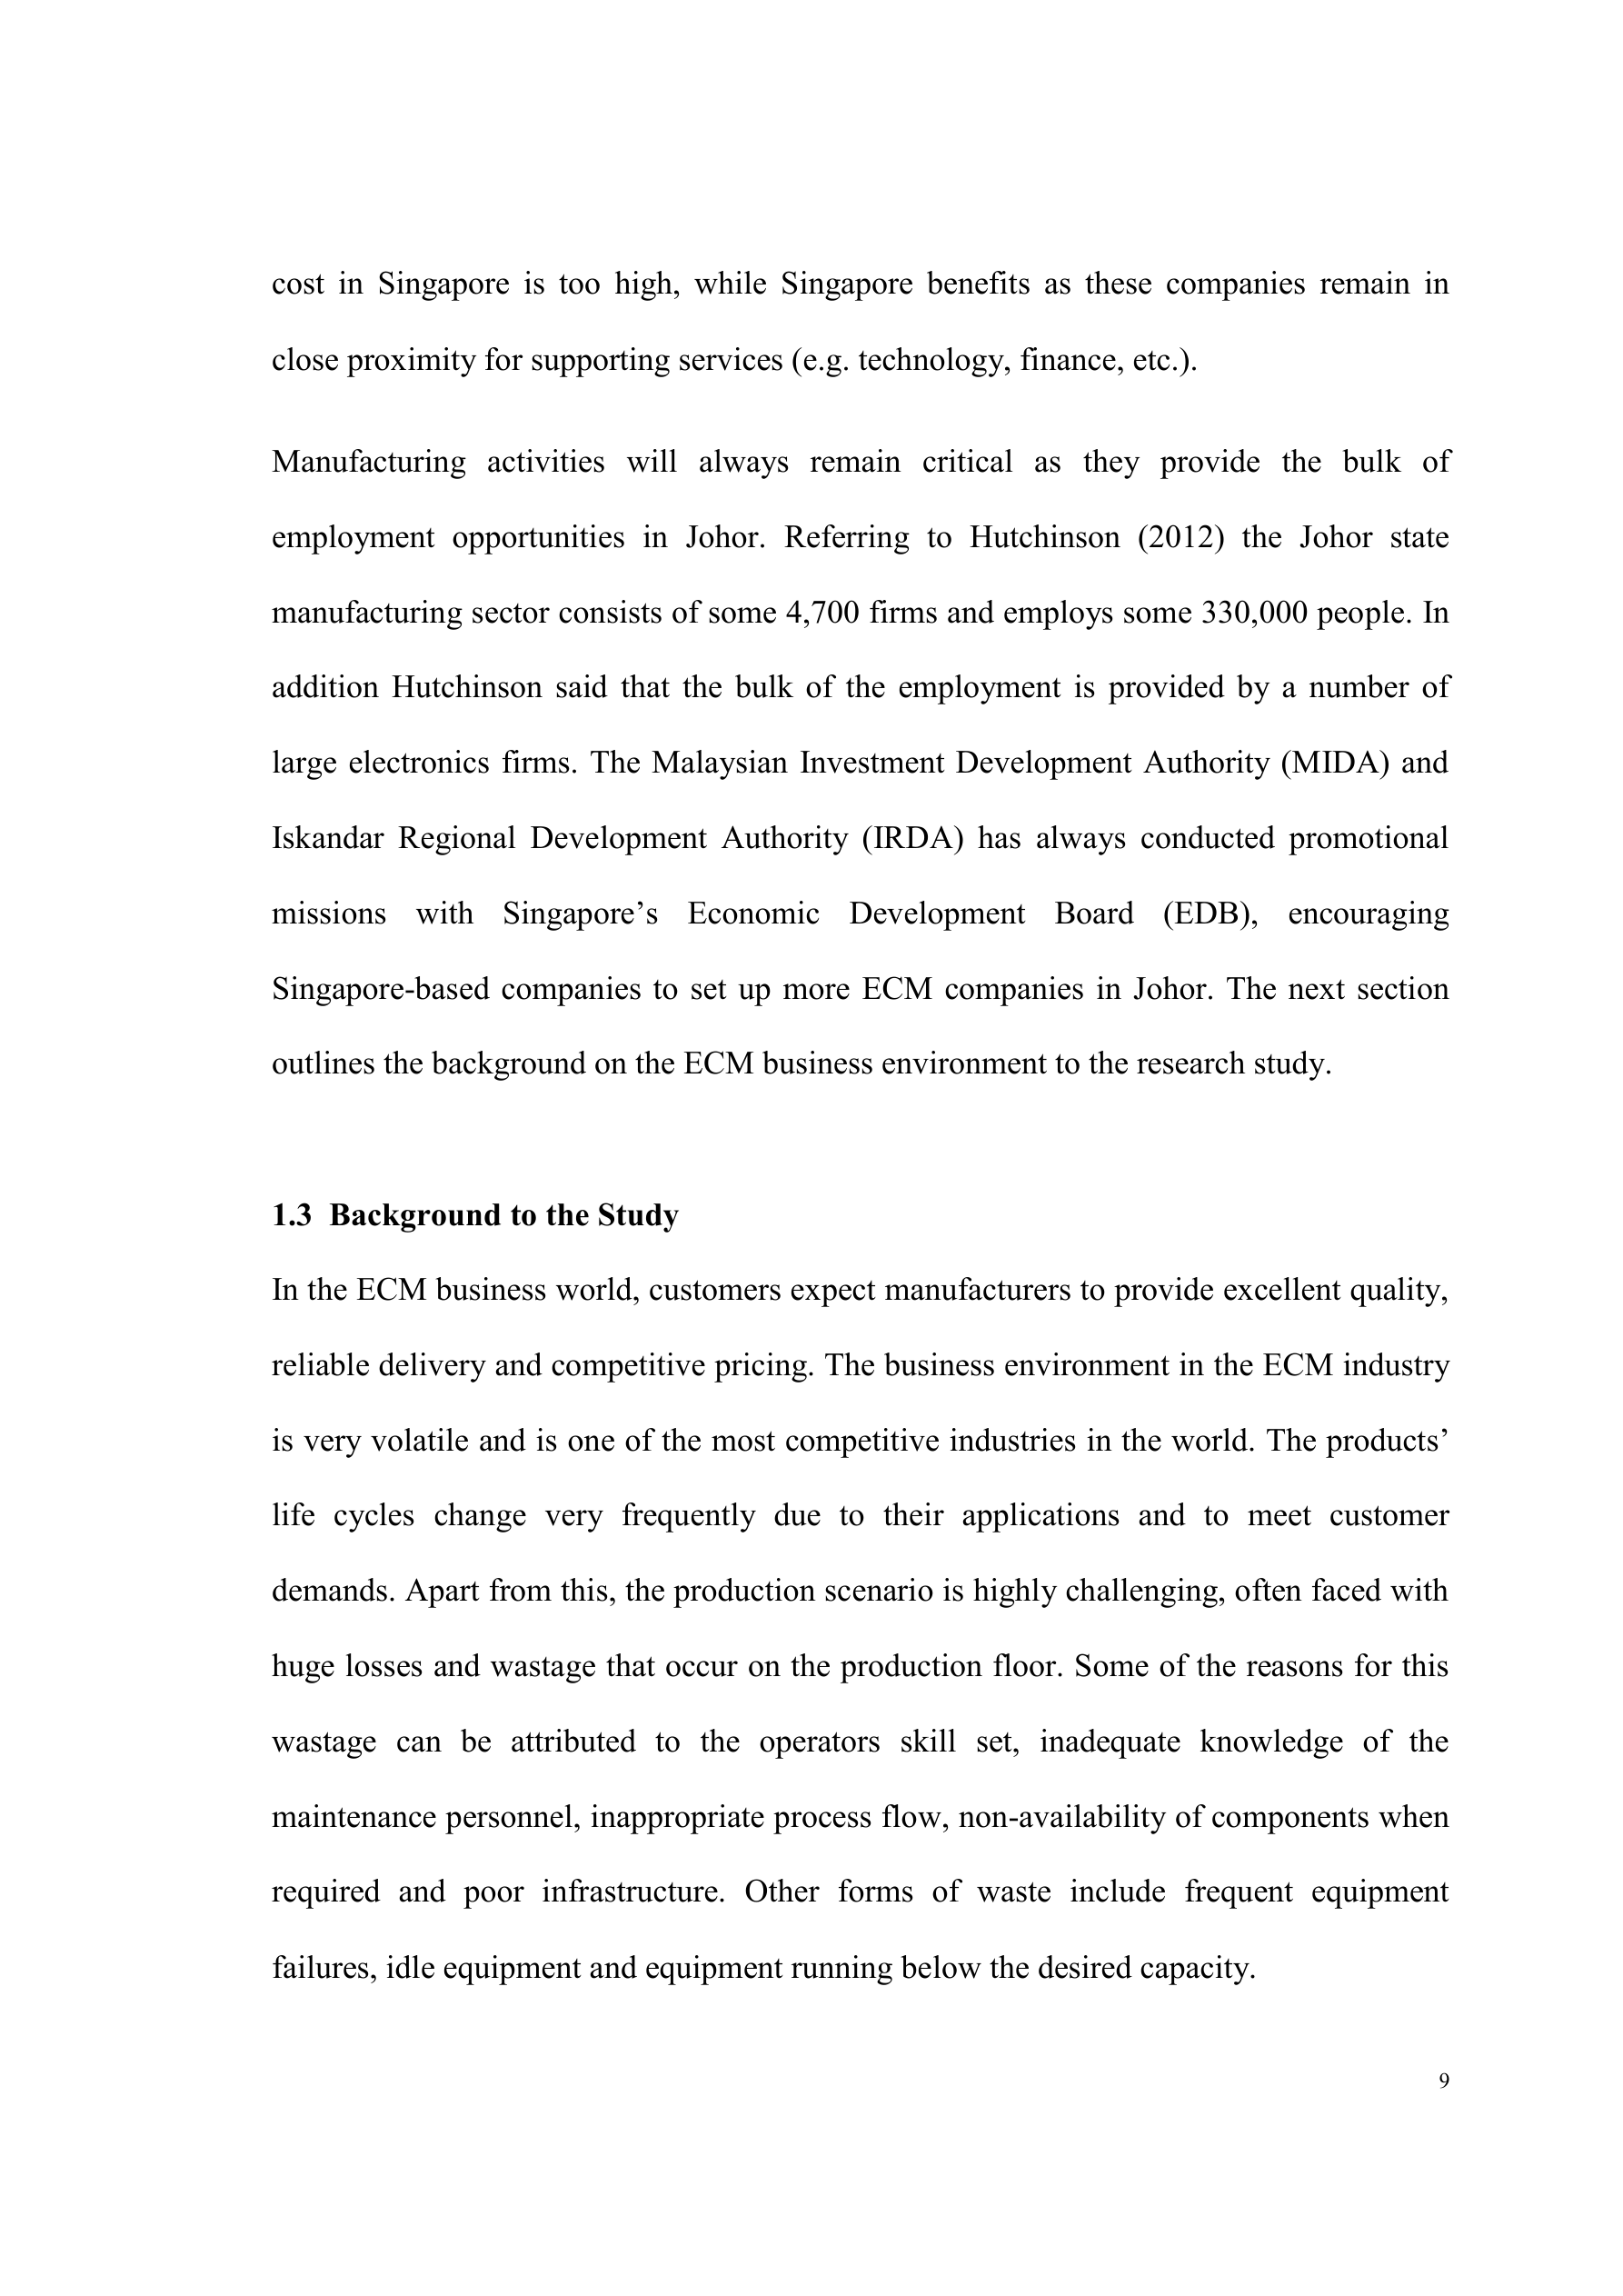 cost in Singapore is too high, while Singapore benefits as these companies remain in
close proximity for supporting services (e.g. technology, finance, etc.).
Manufacturing activities will always remain critical as they provide the bulk of
employment opportunities in Johor. Referring to Hutchinson (2012) the Johor state
manufacturing sector consists of some 4,700 firms and employs some 330,000 people. In
addition Hutchinson said that the bulk of the employment is provided by a number of
large electronics firms. The Malaysian Investment Development Authority (MIDA) and
Iskandar Regional Development Authority (IRDA) has always conducted promotional
missions with Singapore’s Economic Development Board (EDB), encouraging
Singapore-based companies to set up more ECM companies in Johor. The next section
outlines the background on the ECM business environment to the research study.
1.3 Background to the Study
In the ECM business world, customers expect manufacturers to provide excellent quality,
reliable delivery and competitive pricing. The business environment in the ECM industry
is very volatile and is one of the most competitive industries in the world. The products’
life cycles change very frequently due to their applications and to meet customer
demands. Apart from this, the production scenario is highly challenging, often faced with
huge losses and wastage that occur on the production floor. Some of the reasons for this
wastage can be attributed to the operators skill set, inadequate knowledge of the
maintenance personnel, inappropriate process flow, non-availability of components when
required and poor infrastructure. Other forms of waste include frequent equipment
failures, idle equipment and equipment running below the desired capacity.
9